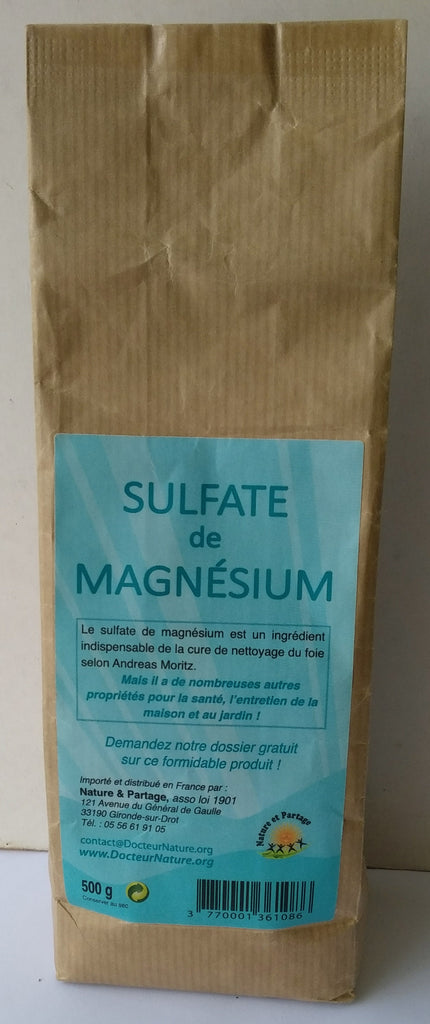 SULFATE
de
MAGNÉSIUM
Le sulfate de magnésium est un ingrédient
indispensable de la cure de nettoyage du foie
selon Andreas Moritz.
Mais il a de nombreuses autres
propriétés pour la santé, l'entretien de la
maison et au jardin !
Demandez notre dossier gratuit
sur ce formidable produit !
Importé et distribué en France par :
Nature & Partage, asso loi 1901
121 Avenue du Général de Gaulle
33190 Gironde-sur-Drot
Tél. : 05 56 61 91 05
contact@DocteurNature.org
www.DocteurNature.org
Nature et Partage
500 g
Conserver au sec
3 770001 361086